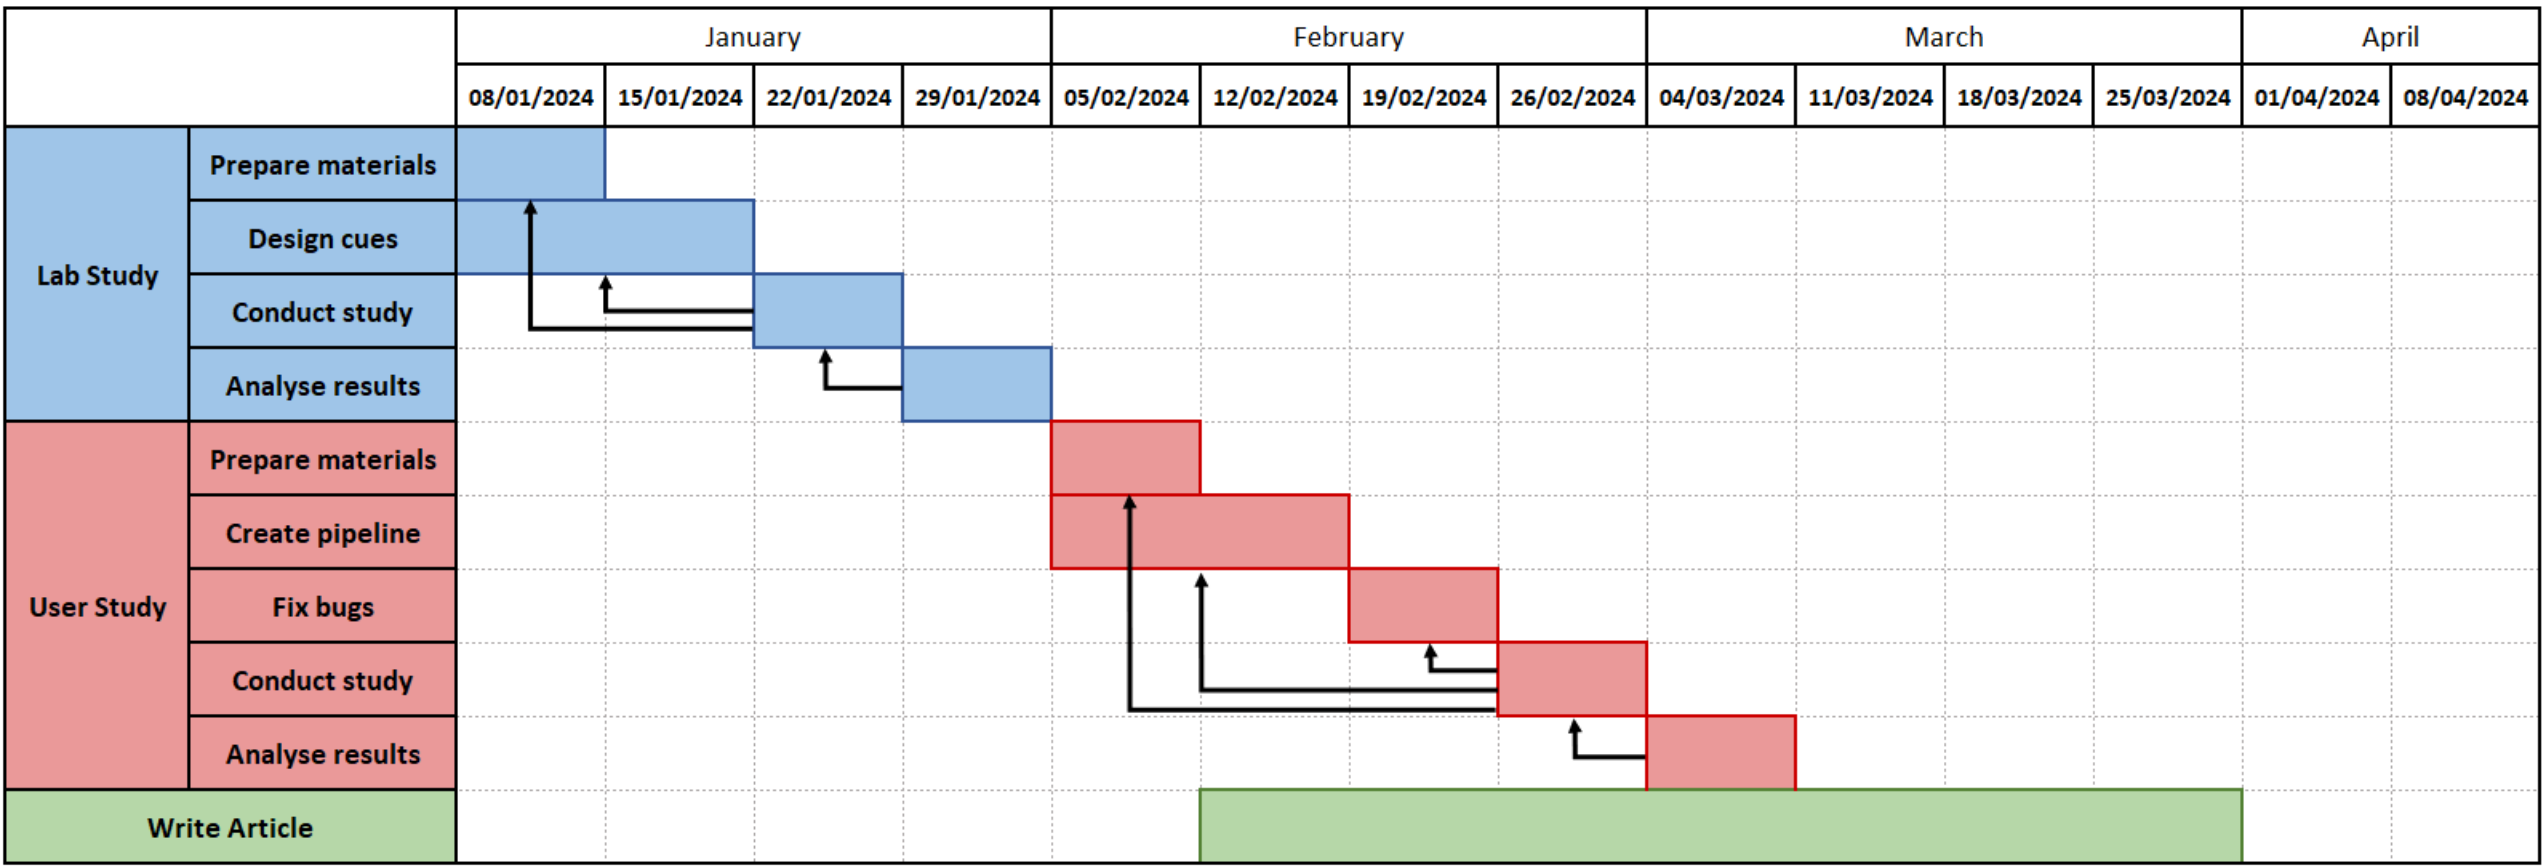 January February March April
08/01/2024 15/01/2024 22/01/2024 29/01/2024 05/02/2024 12/02/2024 19/02/2024 26/02/2024 04/03/2024 11/03/2024 18/03/2024 25/03/2024 01/04/2024 08/04/2024
Lab Study
Prepare materials
Design cues
Conduct study
Analyse results
User Study
Prepare materials
Create pipeline
Fix bugs
Conduct study
Analyse results
Write Article